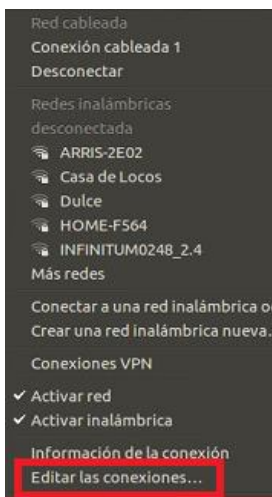 Red cableada
Conexión cableada 1
Desconectar
Redes inalámbricas
desconectada
ARRIS-2E02
Casa de Locos
Dulce
HOME-F564
INFINITUM0248_2.4
Más redes
Conectar a una red inalámbrica o
Crear una red inalámbrica nueva.
Conexiones VPN
Activar red
Activar inalámbrica
Información de la conexión
Editar las conexiones...